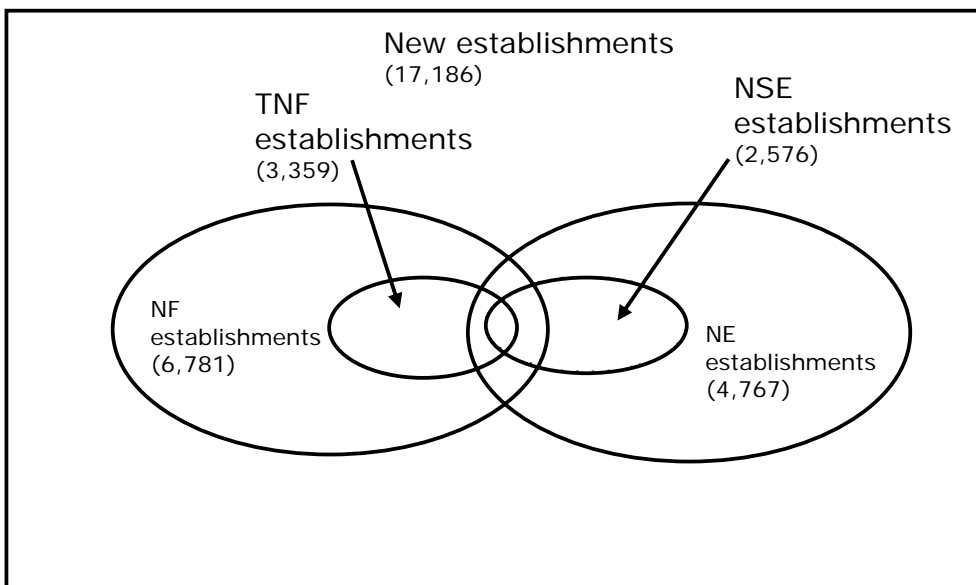 New establishments
(17,186)
TNF
establishments
(3,359)
NSE
establishments
(2,576)
NF
establishments
(6,781)
NE
establishments
(4,767)